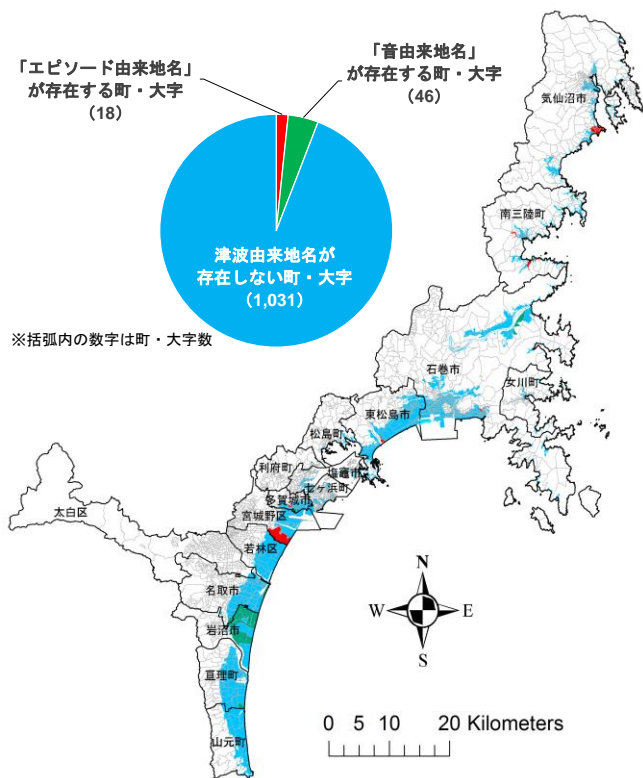 「エピソード由来地名」
が存在する町・大字
（18）
「音由来地名」
が存在する町・大字
（46）
津波由来地名が
存在しない町・大字
（1,031）
※括弧内の数字は町・大字数
気仙沼市
南三陸町
石巻市
女川町
東松島市
松島町
利府町
塩竈市
七ヶ浜町
多賀城市
宮城野区
太白区
若林区
名取市
岩沼市
亘理町
山元町
N
W
E
S
0 5 10 20 Kilometers